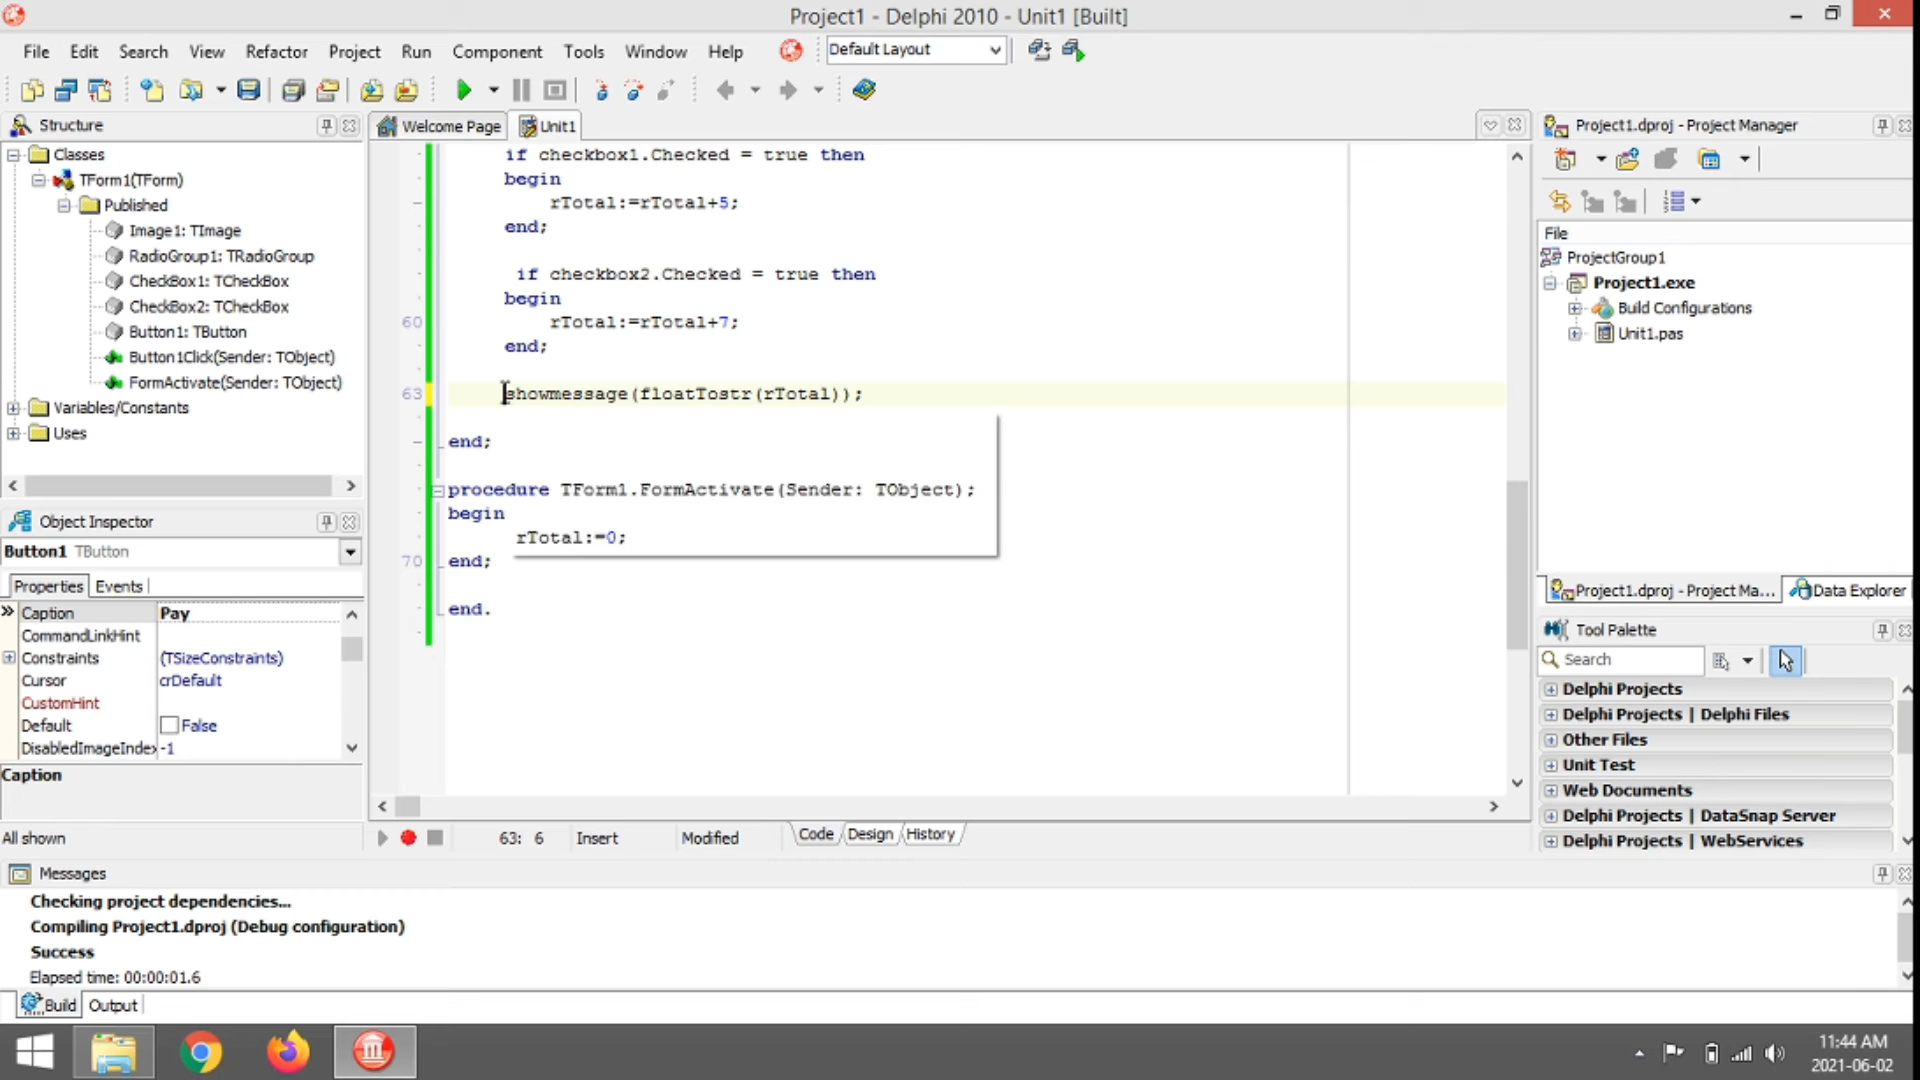 Project1 - Delphi 2010 - Unit1 [Built]
File Edit Search View Refactor Project Run Component Tools Window Help Default Layout
Structure
Classes
TForm1(TForm)
Published
Image1: TImage
RadioGroup1: TRadioGroup
CheckBox1: TCheckBox
CheckBox2: TCheckBox
Button1: TButton
Button1Click(Sender: TObject)
FormActivate(Sender: TObject)
Variables/Constants
Uses
Object Inspector
Button1 TButton
Properties Events
Caption Pay
CommandLinkHint
Constraints (TSizeConstraints)
Cursor crDefault
CustomHint
Default False
DisabledImageIndex -1
Caption
All shown
Welcome Page Unit1
if checkbox1.Checked = true then
begin
rTotal:=rTotal+5;
end;
if checkbox2.Checked = true then
begin
60 rTotal:=rTotal+7;
end;
63 showmessage(floatTostr(rTotal));
end;
procedure TForm1.FormActivate(Sender: TObject);
begin
rTotal:=0;
70 end;
end.
63: 6 Insert Modified Code Design History
Project1.dproj - Project Manager
File
ProjectGroup1
Project1.exe
Build Configurations
Unit1.pas
Project1.dproj - Project Ma... Data Explorer
Tool Palette
Search
Delphi Projects
Delphi Projects | Delphi Files
Other Files
Unit Test
Web Documents
Delphi Projects | DataSnap Server
Delphi Projects | WebServices
Messages
Checking project dependencies...
Compiling Project1.dproj (Debug configuration)
Success
Elapsed time: 00:00:01.6
Build Output
11:44 AM
2021-06-02